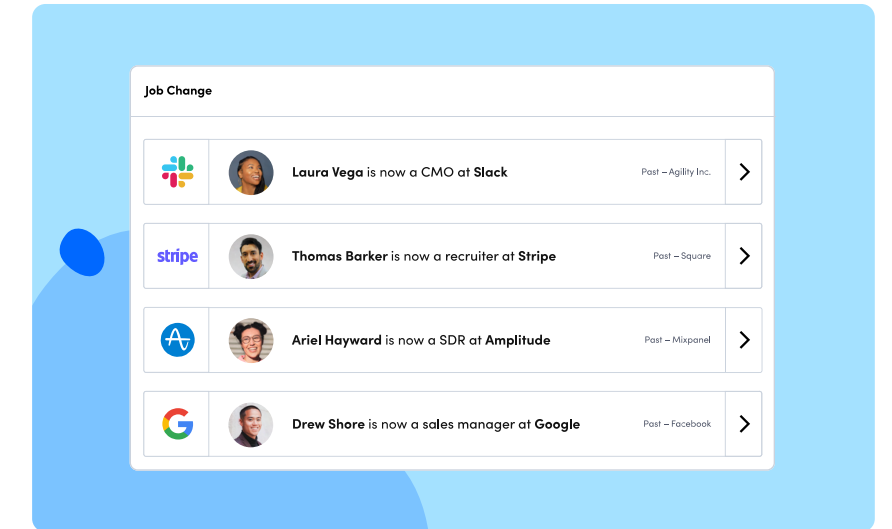 Job Change
Laura Vega is now a CMO at Slack
Past – Agility Inc.
stripe
Thomas Barker is now a recruiter at Stripe
Past – Square
Ariel Hayward is now a SDR at Amplitude
Past – Mixpanel
Drew Shore is now a sales manager at Google
Past – Facebook